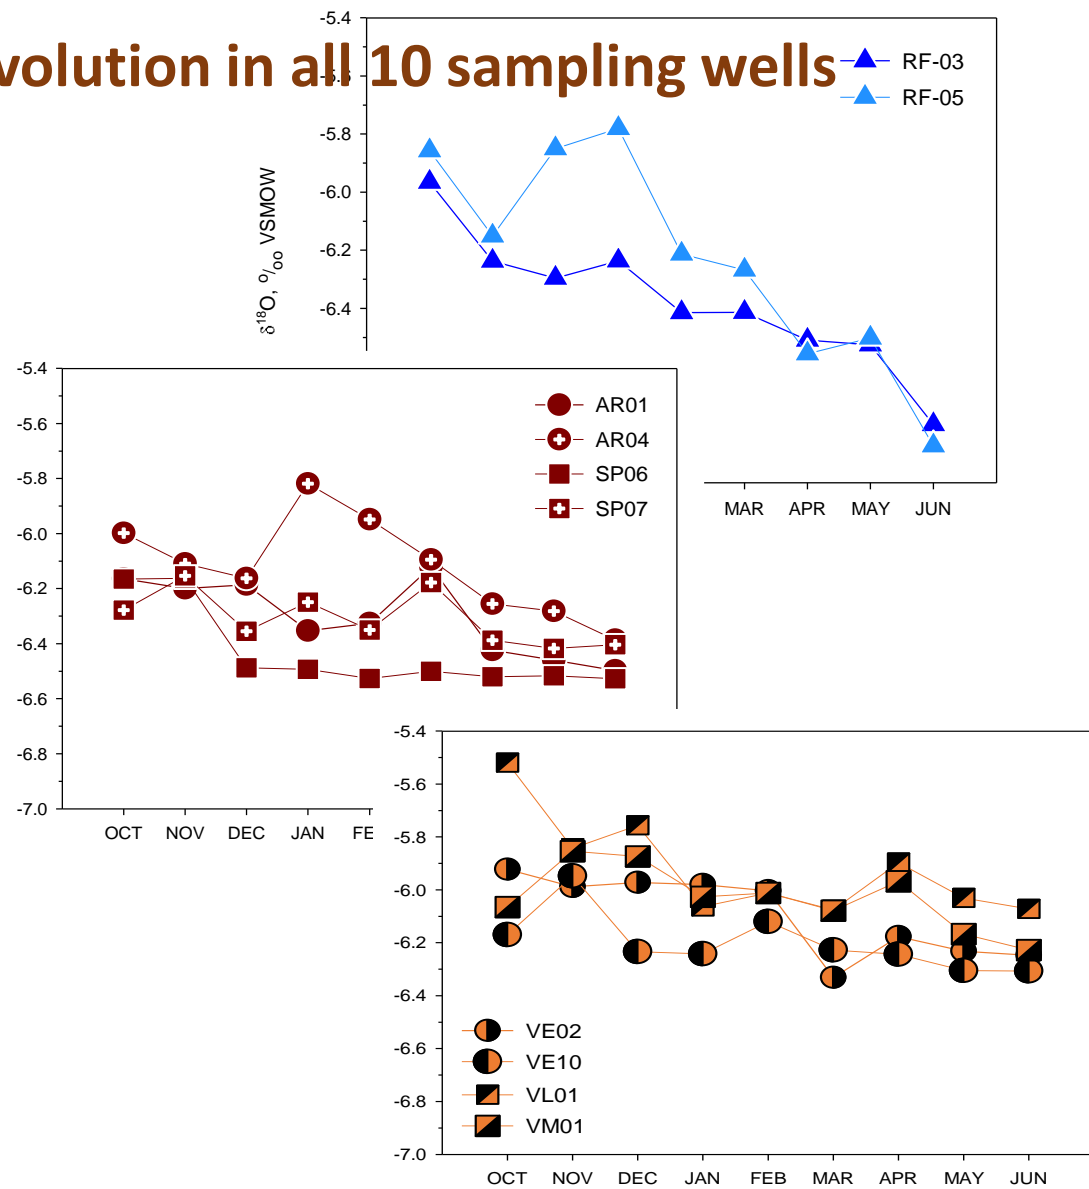 volution in all 10 sampling wells
-5.4
-5.8
-6.0
-6.2
-6.4
δ18O, o/oo VSMOW
RF-03
RF-05
MAR APR MAY JUN
-5.4
-5.6
-5.8
-6.0
-6.2
-6.4
-6.6
-6.8
-7.0
AR01
AR04
SP06
SP07
OCT NOV DEC JAN FE
-5.4
-5.6
-5.8
-6.0
-6.2
-6.4
-6.6
-6.8
-7.0
VE02
VE10
VL01
VM01
OCT NOV DEC JAN FEB MAR APR MAY JUN